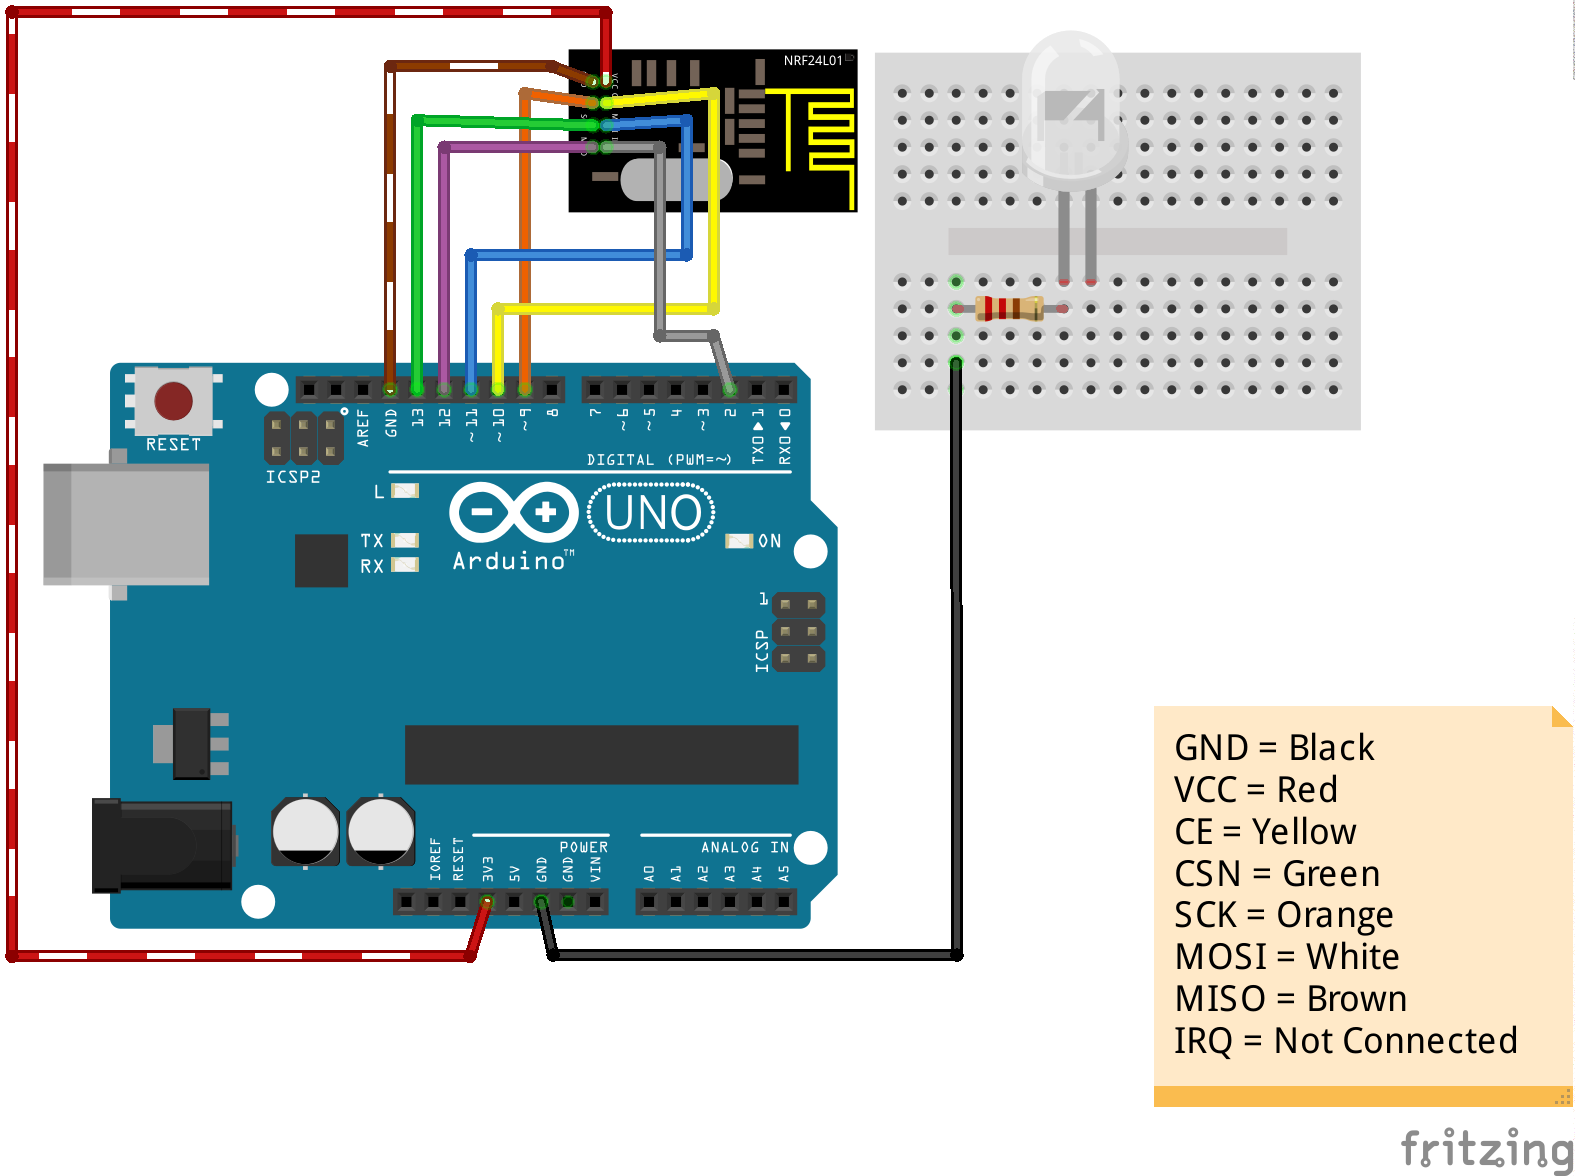 NRF24L01
VCC
RESET
ICSP2
AREF
GND
13
12
~11
~10
~9
8
7
~6
~5
4
~3
2
TX0▶1
RX0◀0
DIGITAL (PWM=~)
L
TX
RX
UNO
Arduino™
ON
1
ICSP
IOREF
RESET
3V3
5V
GND
GND
VIN
POWER
ANALOG IN
A0
A1
A2
A3
A4
A5
GND = Black
VCC = Red
CE = Yellow
CSN = Green
SCK = Orange
MOSI = White
MISO = Brown
IRQ = Not Connected
fritzing